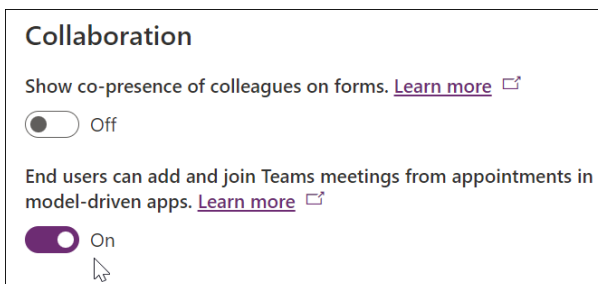 Collaboration
Show co-presence of colleagues on forms. Learn more
Off
End users can add and join Teams meetings from appointments in
model-driven apps. Learn more
On